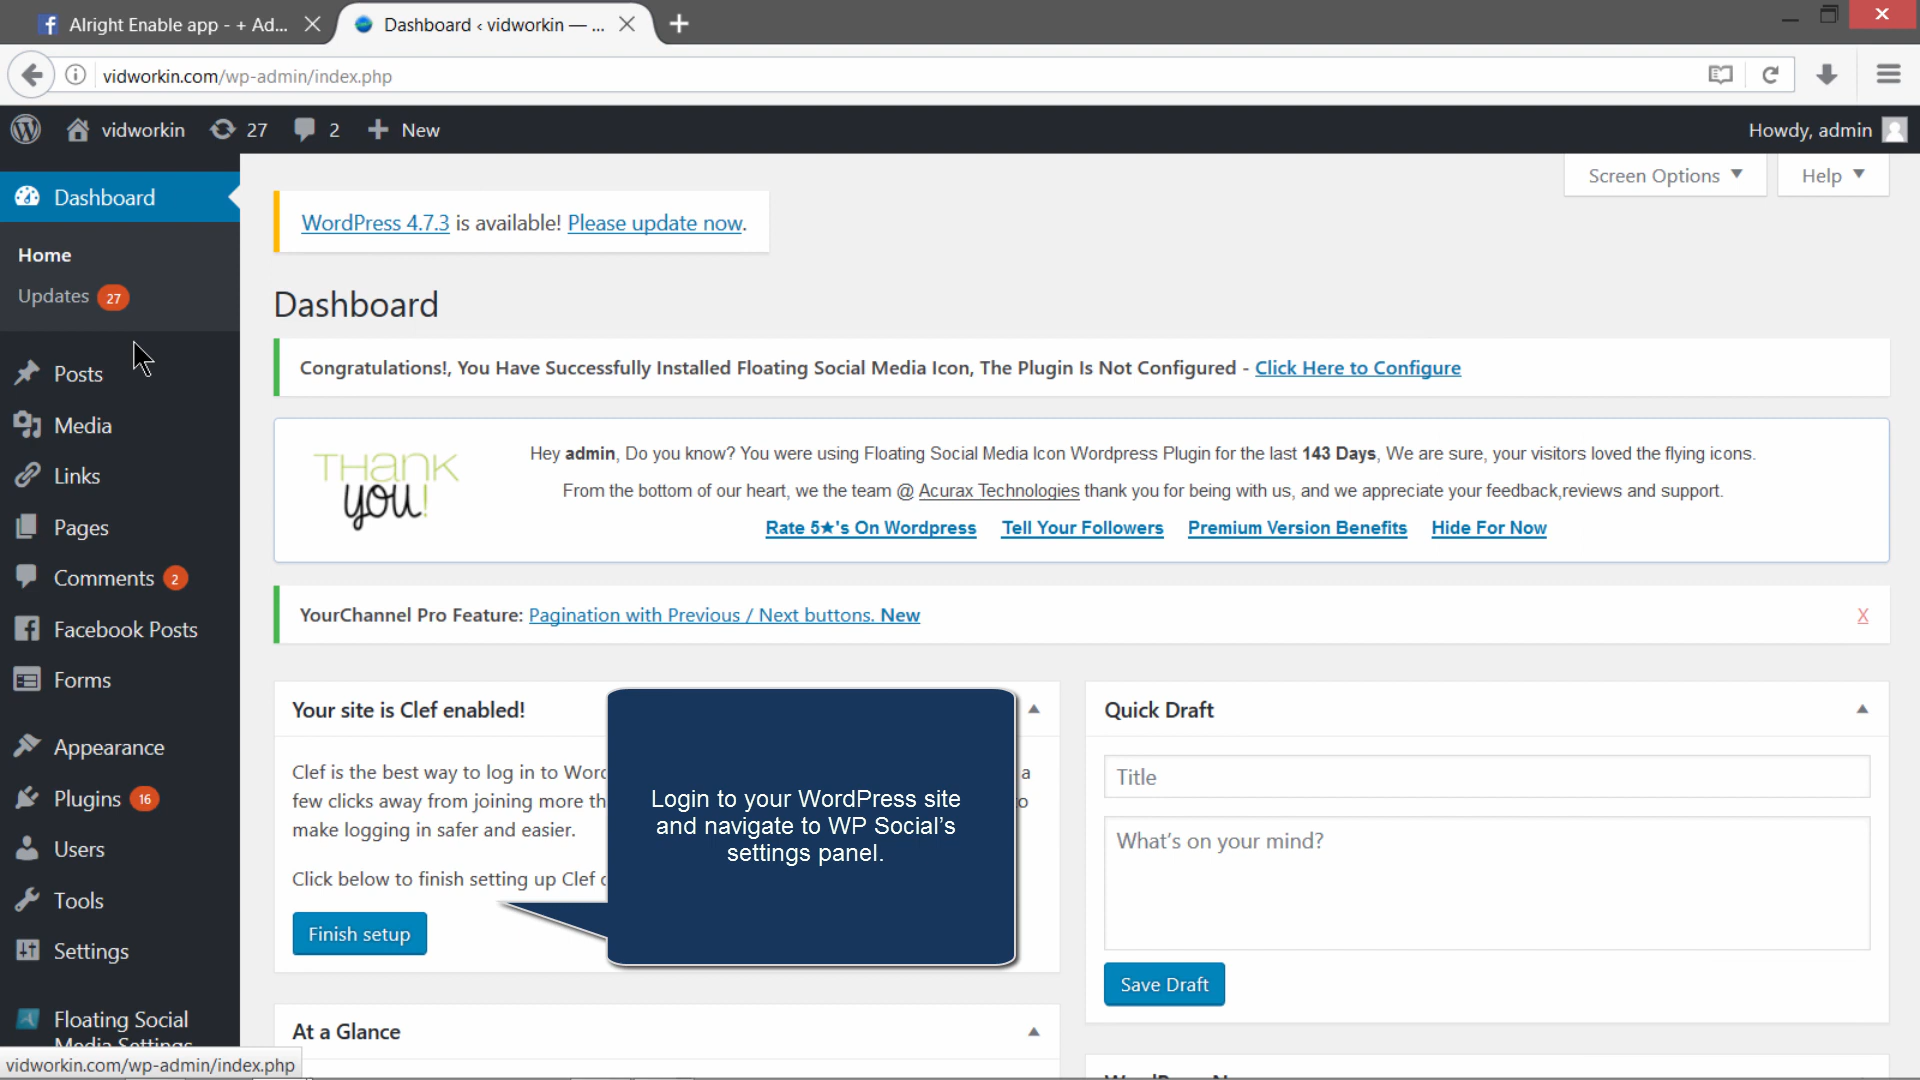 Alright Enable app - + Ad...
Dashboard ‹ vidworkin — ...
vidworkin.com/wp-admin/index.php
vidworkin
27
2
New
Howdy, admin
Dashboard
Home
Updates 27
Posts
Media
Links
Pages
Comments 2
Facebook Posts
Forms
Appearance
Plugins 16
Users
Tools
Settings
Floating Social
Media Settings
vidworkin.com/wp-admin/index.php
Screen Options
Help
WordPress 4.7.3 is available! Please update now.
Dashboard
Congratulations!, You Have Successfully Installed Floating Social Media Icon, The Plugin Is Not Configured - Click Here to Configure
THANK
you!
Hey admin, Do you know? You were using Floating Social Media Icon Wordpress Plugin for the last 143 Days, We are sure, your visitors loved the flying icons.
From the bottom of our heart, we the team @ Acurax Technologies thank you for being with us, and we appreciate your feedback,reviews and support.
Rate 5★'s On Wordpress Tell Your Followers Premium Version Benefits Hide For Now
YourChannel Pro Feature: Pagination with Previous / Next buttons. New
X
Your site is Clef enabled!
Clef is the best way to log in to
a
few clicks away from joining more
make logging in safer and easier.
Click below to finish setting up Clef
Finish setup
Login to your WordPress site
and navigate to WP Social's
settings panel.
At a Glance
Quick Draft
Title
What's on your mind?
Save Draft